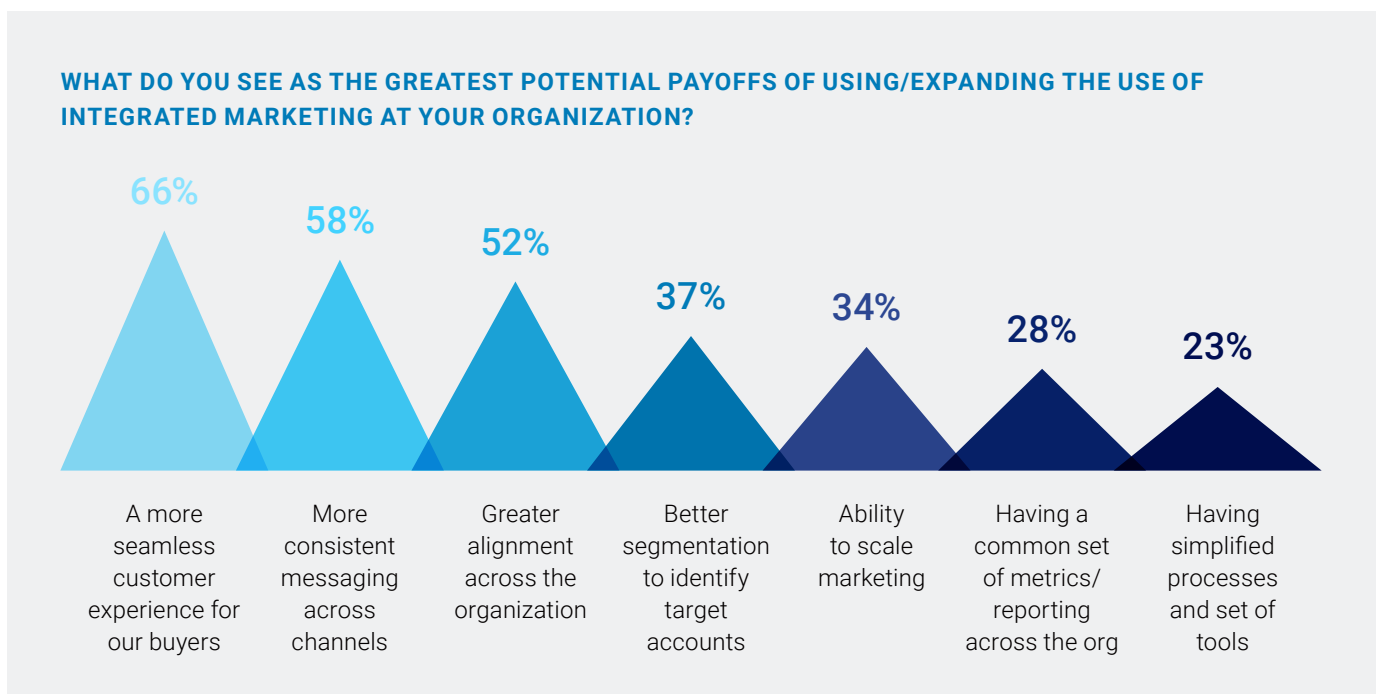 WHAT DO YOU SEE AS THE GREATEST POTENTIAL PAYOFFS OF USING/EXPANDING THE USE OF
INTEGRATED MARKETING AT YOUR ORGANIZATION?
66%
58%
52%
37%
34%
28%
23%
A more
seamless
customer
experience for
our buyers
More
consistent
messaging
across
channels
Greater
alignment
across the
organization
Better
segmentation
to identify
target
accounts
Ability
to scale
marketing
Having a
common set
of metrics/
reporting
across the org
Having
simplified
processes
and set of
tools